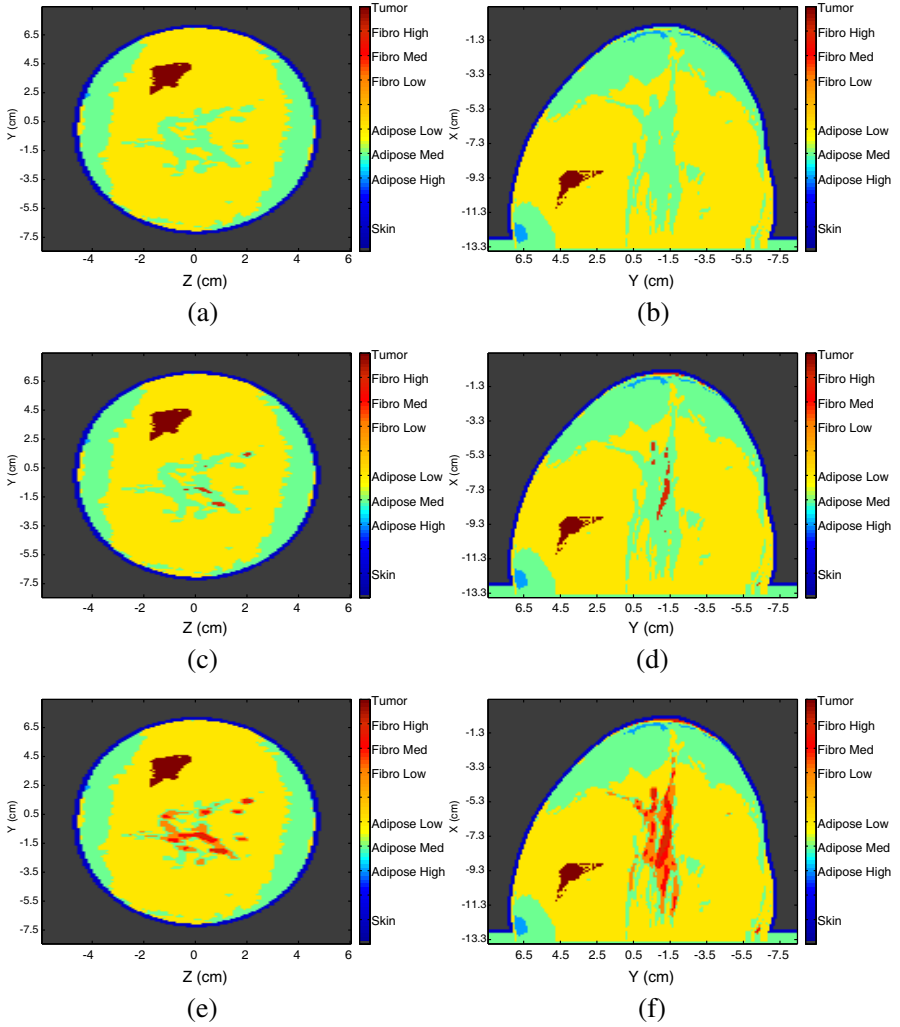 Y (cm)
6.5
4.5
2.5
0.5
-1.5
-3.5
-5.5
-7.5
-4
-2
0
2
4
6
Z (cm)
Tumor
Fibro High
Fibro Med
Fibro Low
Adipose Low
Adipose Med
Adipose High
Skin
(a)
X (cm)
-1.3
-3.3
-5.3
-7.3
-9.3
-11.3
-13.3
6.5
4.5
2.5
0.5
-1.5
-3.5
-5.5
-7.5
Y (cm)
Tumor
Fibro High
Fibro Med
Fibro Low
Adipose Low
Adipose Med
Adipose High
Skin
(b)
Y (cm)
6.5
4.5
2.5
0.5
-1.5
-3.5
-5.5
-7.5
-4
-2
0
2
4
6
Z (cm)
Tumor
Fibro High
Fibro Med
Fibro Low
Adipose Low
Adipose Med
Adipose High
Skin
(c)
X (cm)
-1.3
-3.3
-5.3
-7.3
-9.3
-11.3
-13.3
6.5
4.5
2.5
0.5
-1.5
-3.5
-5.5
-7.5
Y (cm)
Tumor
Fibro High
Fibro Med
Fibro Low
Adipose Low
Adipose Med
Adipose High
Skin
(d)
Y (cm)
6.5
4.5
2.5
0.5
-1.5
-3.5
-5.5
-7.5
-4
-2
0
2
4
6
Z (cm)
Tumor
Fibro High
Fibro Med
Fibro Low
Adipose Low
Adipose Med
Adipose High
Skin
(e)
X (cm)
-1.3
-3.3
-5.3
-7.3
-9.3
-11.3
-13.3
6.5
4.5
2.5
0.5
-1.5
-3.5
-5.5
-7.5
Y (cm)
Tumor
Fibro High
Fibro Med
Fibro Low
Adipose Low
Adipose Med
Adipose High
Skin
(f)